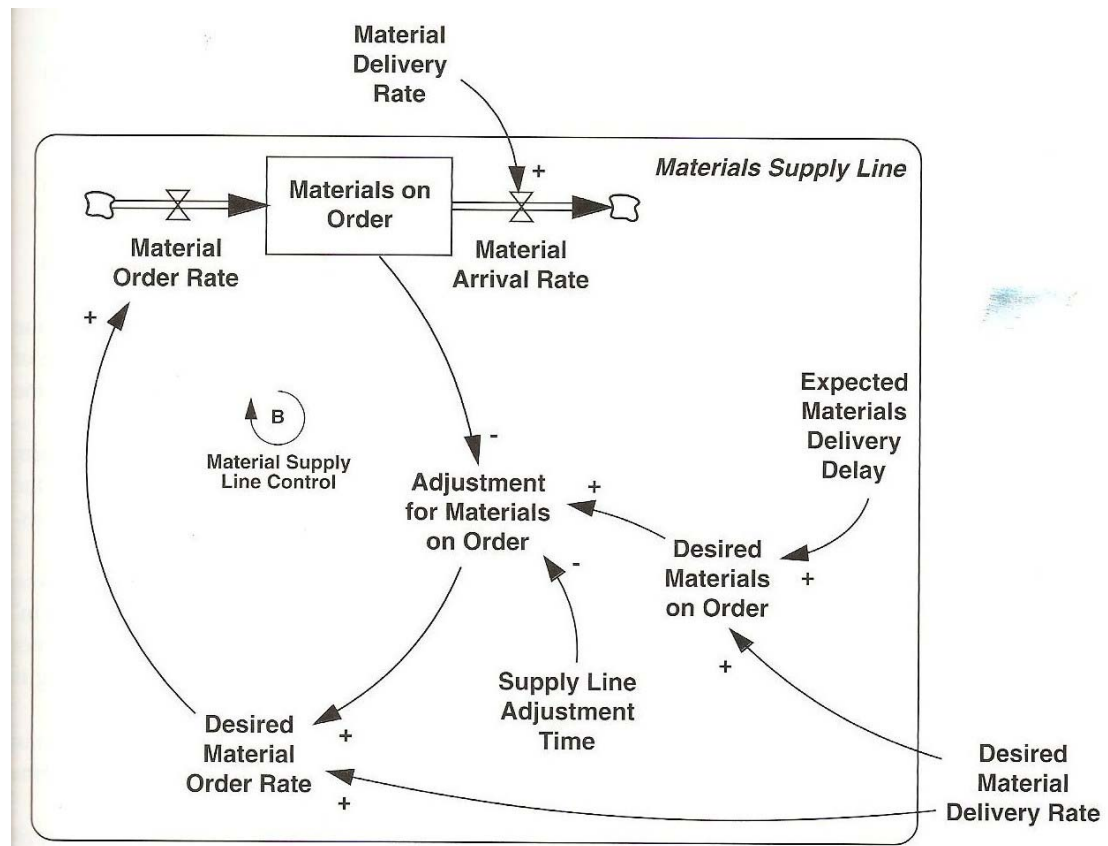 Material
Delivery
Rate
+
Materials Supply Line
Materials on
Order
Material
Order Rate
Material
Arrival Rate
+
B
Material Supply
Line Control
-
Expected
Materials
Delivery
Delay
Adjustment
for Materials
on Order
+
Desired
Materials
on Order
+
-
+
Supply Line
Adjustment
Time
Desired
Material
Order Rate
+
+
Desired
Material
Delivery Rate